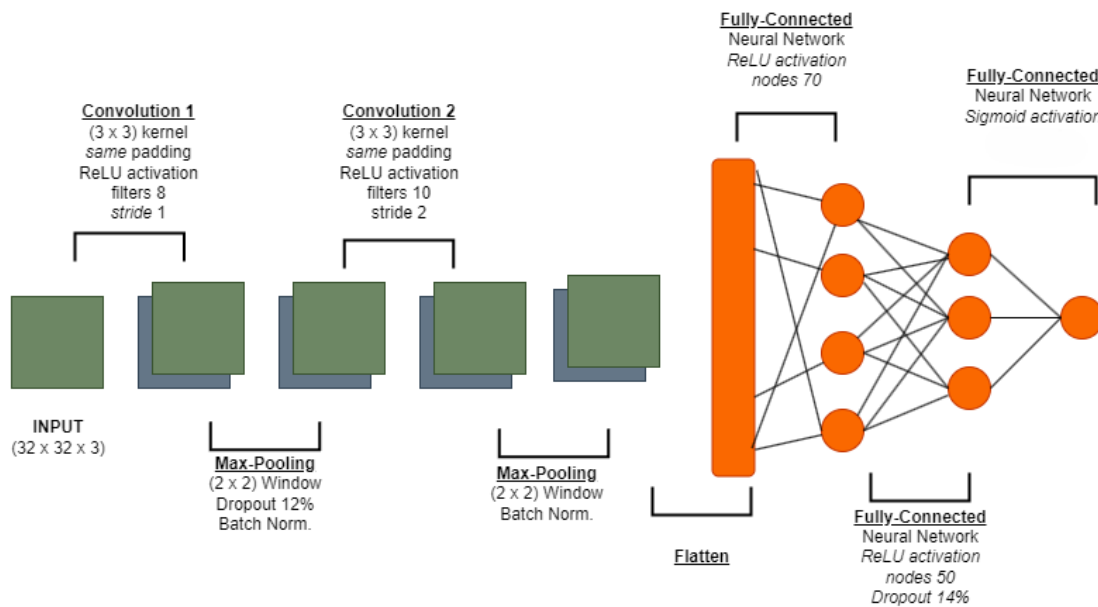 Convolution 1
(3 x 3) kernel
same padding
ReLU activation
filters 8
stride 1
Convolution 2
(3 x 3) kernel
same padding
ReLU activation
filters 10
stride 2
Fully-Connected
Neural Network
ReLU activation
nodes 70
Fully-Connected
Neural Network
Sigmoid activation
INPUT
(32 x 32 x 3)
Max-Pooling
(2 x 2) Window
Dropout 12%
Batch Norm.
Max-Pooling
(2 x 2) Window
Batch Norm.
Flatten
Fully-Connected
Neural Network
ReLU activation
nodes 50
Dropout 14%